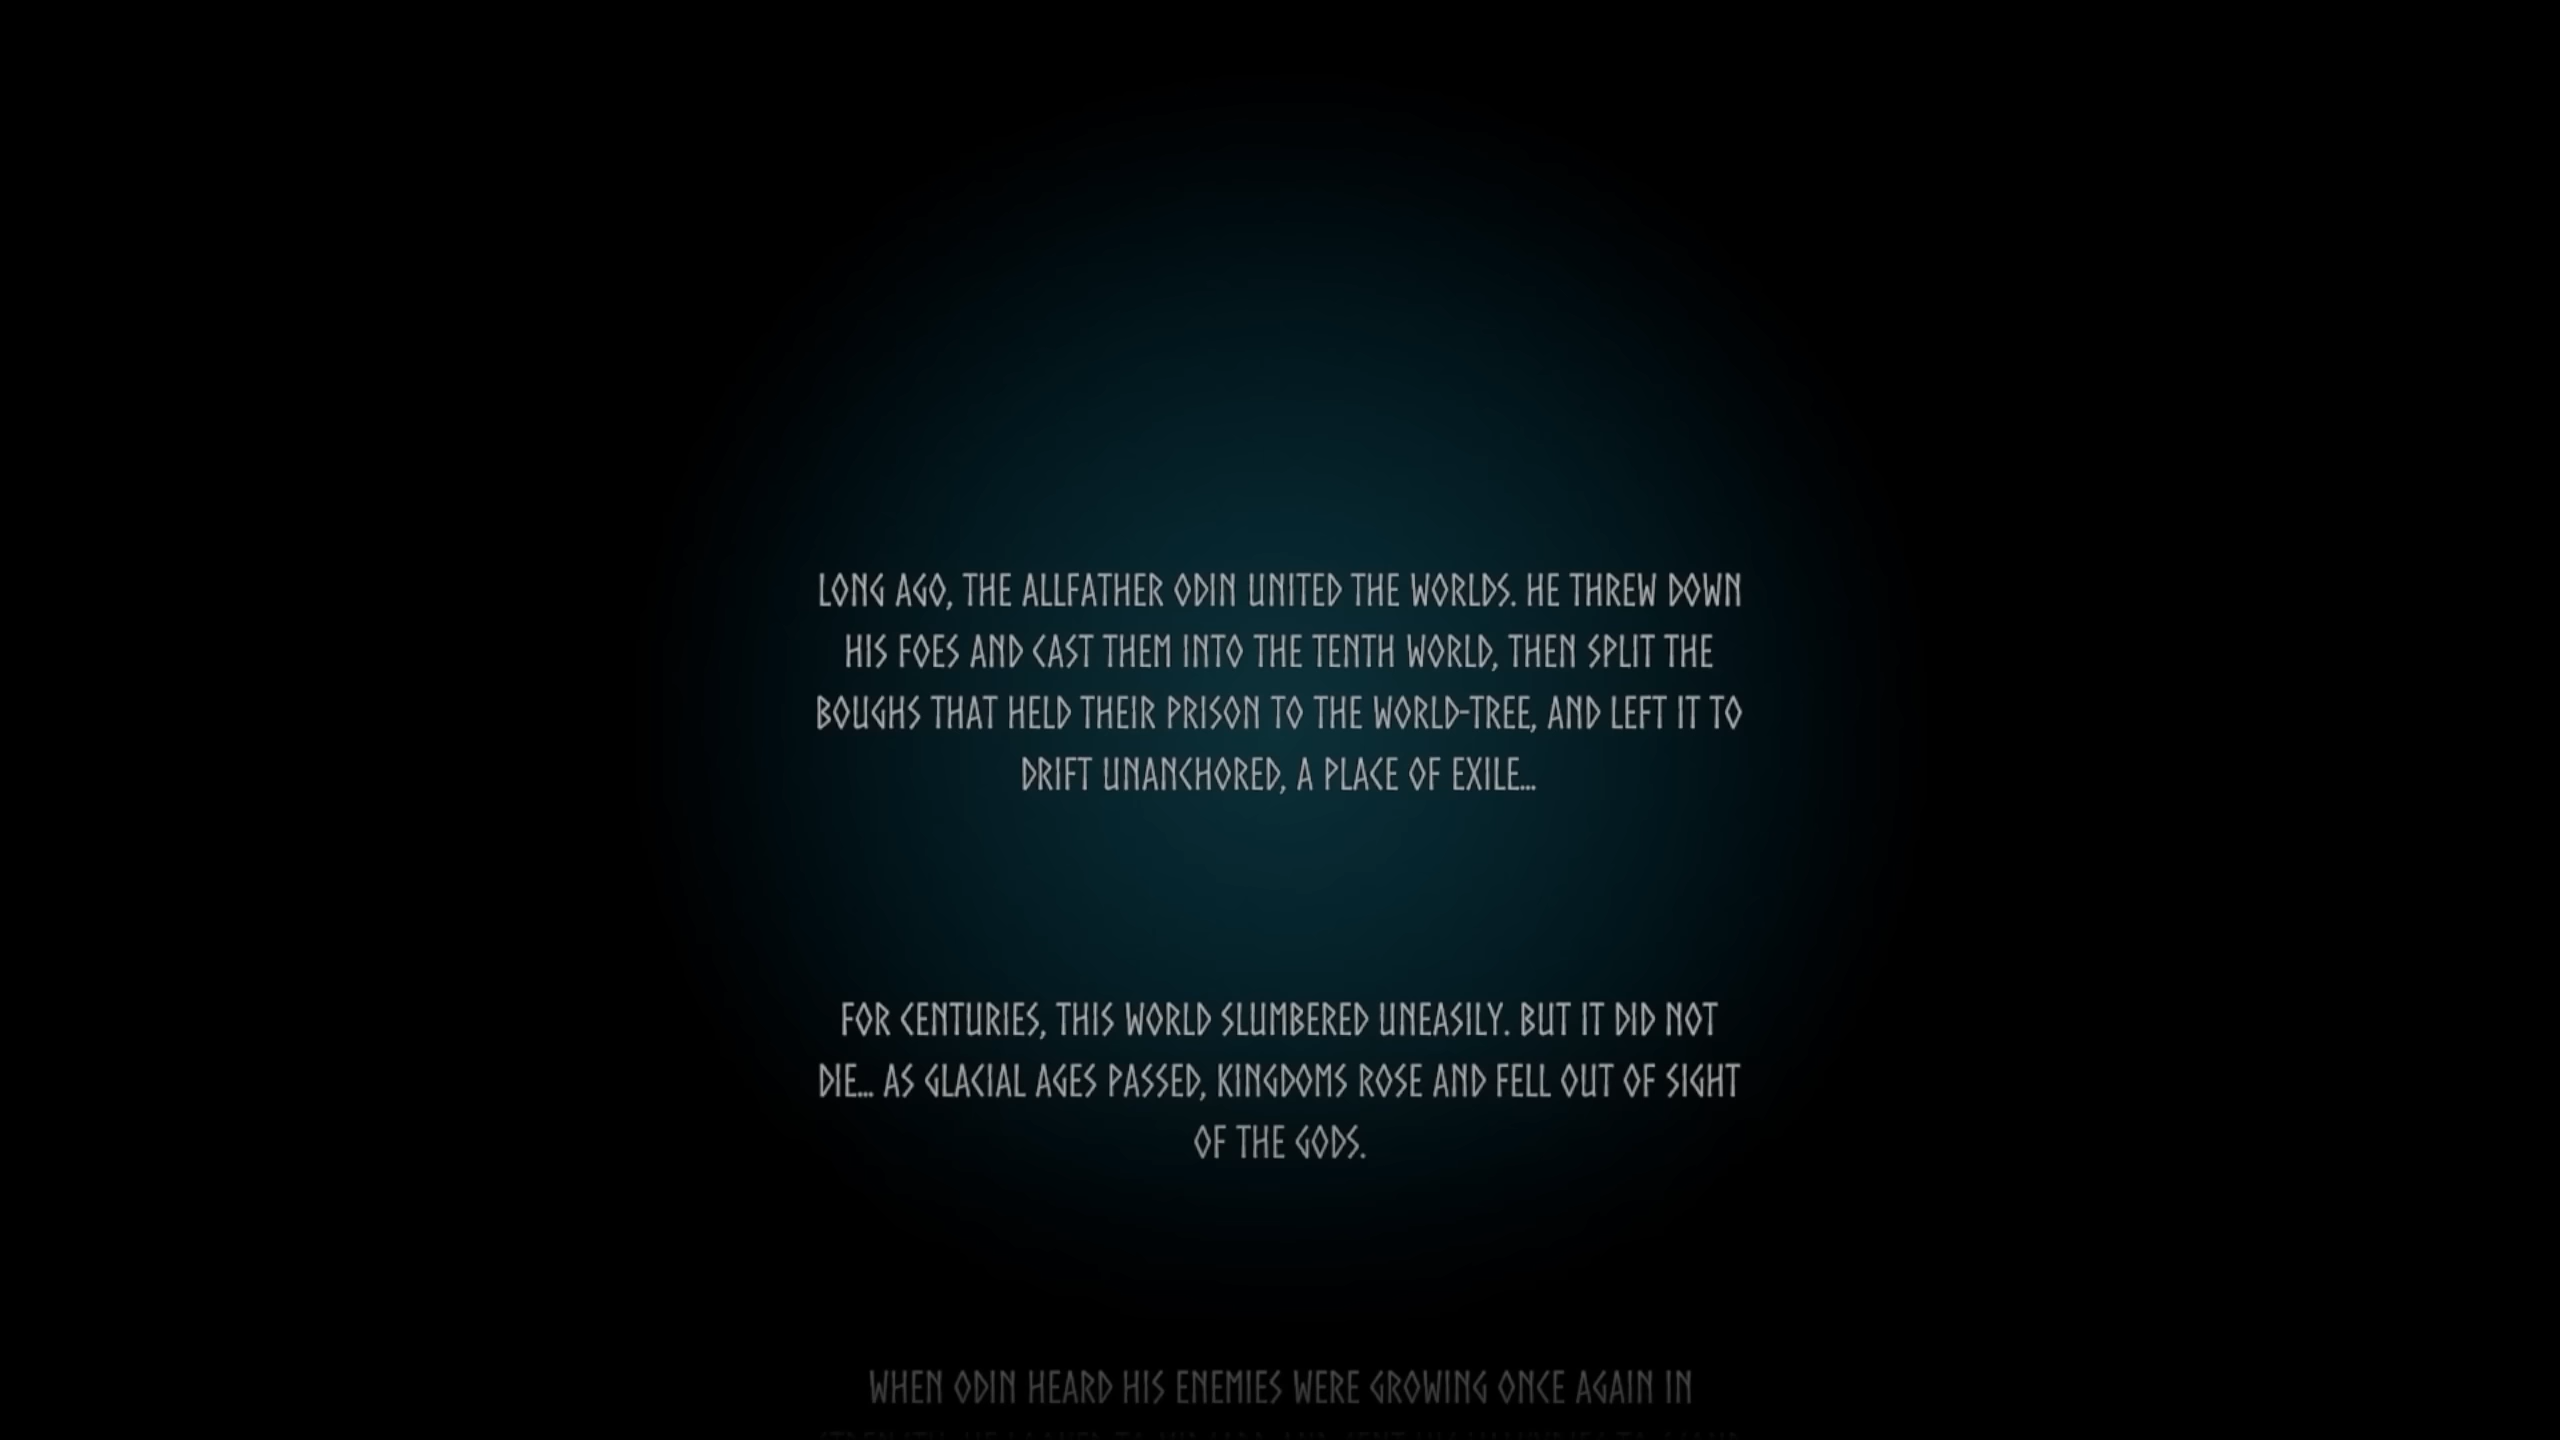 LONG AGO, THE ALLFATHER ODIN UNITED THE WORLDS. HE THREW DOWN
HIS FOES AND CAST THEM INTO THE TENTH WORLD, THEN SPLIT THE
BOUGHS THAT HELD THEIR PRISON TO THE WORLD-TREE, AND LEFT IT TO
DRIFT UNANCHORED, A PLACE OF EXILE...
FOR CENTURIES, THIS WORLD SLUMBERED UNEASILY. BUT IT DID NOT
DIE... AS GLACIAL AGES PASSED, KINGDOMS ROSE AND FELL OUT OF SIGHT
OF THE GODS.
WHEN ODIN HEARD HIS ENEMIES WERE GROWING ONCE AGAIN IN